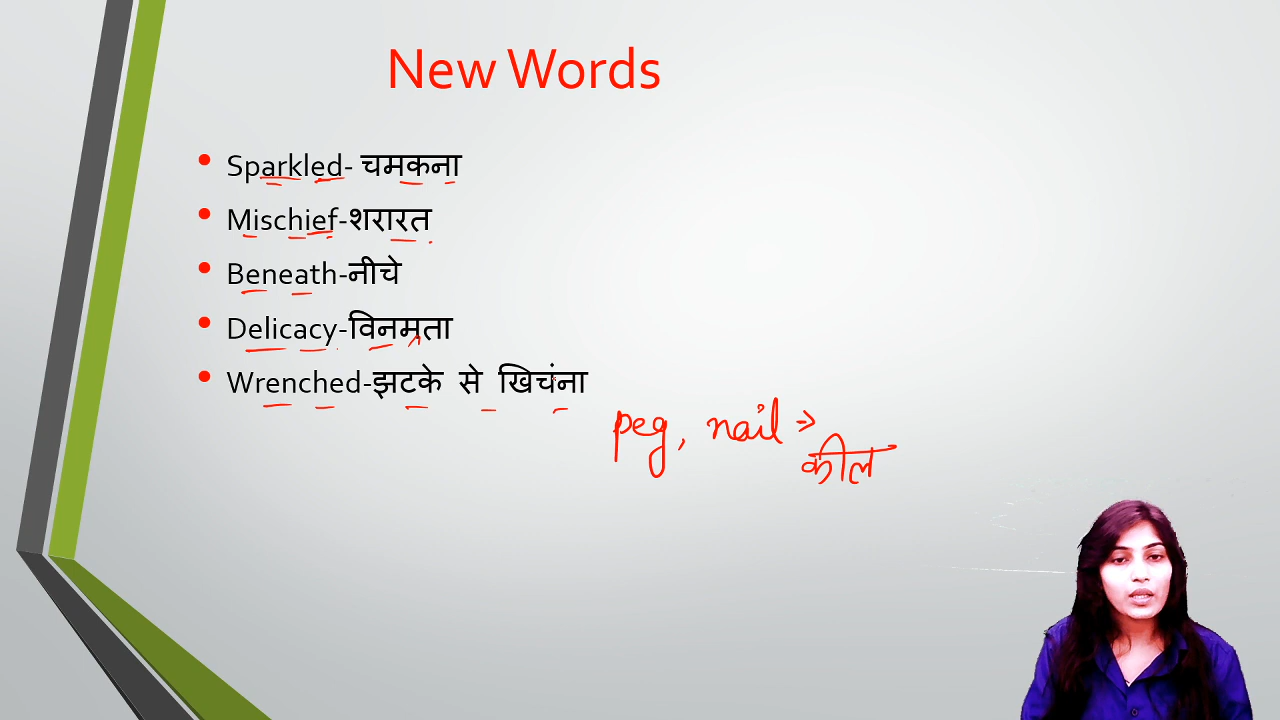 New Words
• Sparkled- चमकना
• Mischief-शरारत
• Beneath-नीचे
• Delicacy-विनम्रता
• Wrenched-झटके से खिचंना
peg, nail ⇒
कील